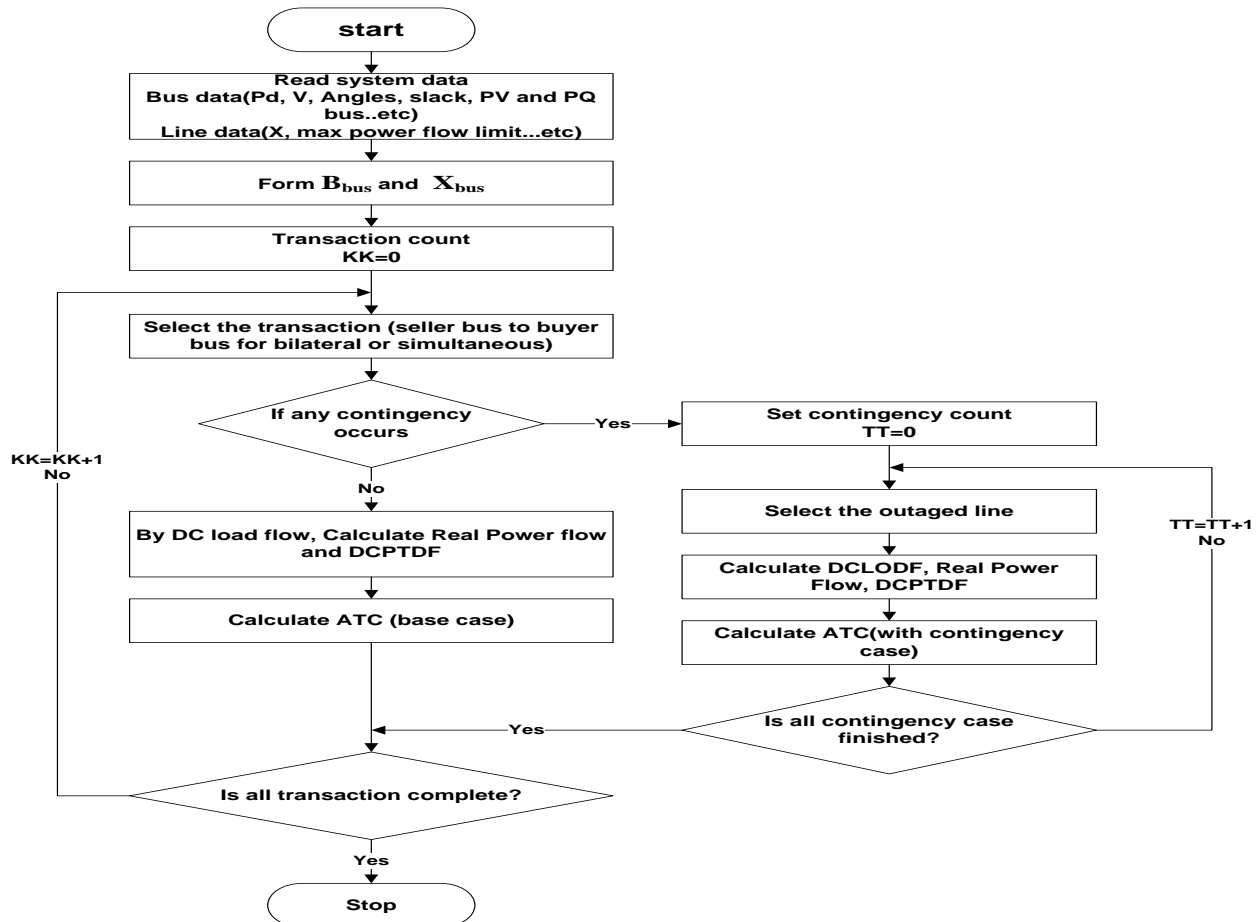 start
Read system data
Bus data(Pd, V, Angles, slack, PV and PQ
bus..etc)
Line data(X, max power flow limit...etc)
Form Bbus and Xbus
Transaction count
KK=0
Select the transaction (seller bus to buyer
bus for bilateral or simultaneous)
If any contingency
occurs
Yes
Set contingency count
TT=0
KK=KK+1
No
No
Select the outaged line
By DC load flow, Calculate Real Power flow
and DCPTDF
TT=TT+1
No
Calculate DCLODF, Real Power
Flow, DCPTDF
Calculate ATC (base case)
Calculate ATC(with contingency
case)
Is all contingency case
finished?
Yes
Is all transaction complete?
Yes
Stop